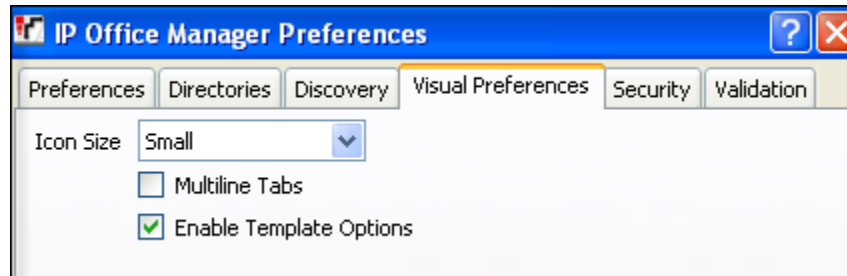 IP Office Manager Preferences
Preferences Directories Discovery Visual Preferences Security Validation
Icon Size Small
Multiline Tabs
Enable Template Options